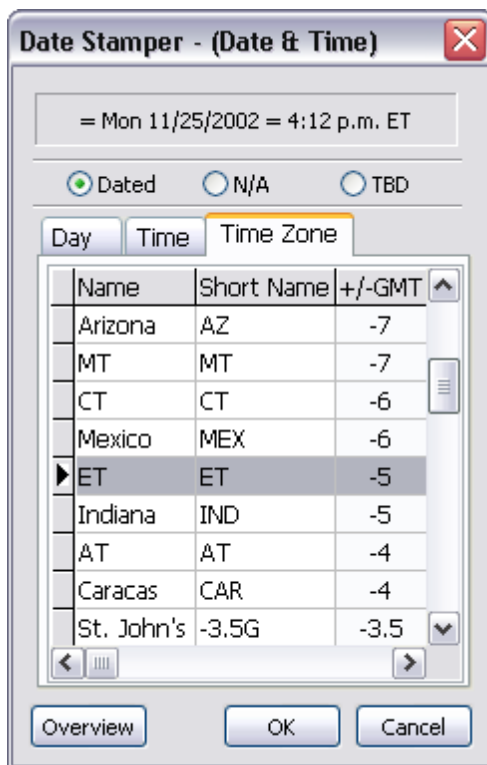 Date Stamper - (Date & Time)
= Mon 11/25/2002 = 4:12 p.m. ET
Dated N/A TBD
Day Time Time Zone
Name Short Name +/-GMT
Arizona AZ -7
MT MT -7
CT CT -6
Mexico MEX -6
ET ET -5
Indiana IND -5
AT AT -4
Caracas CAR -4
St. John's -3.5G -3.5
Overview OK Cancel